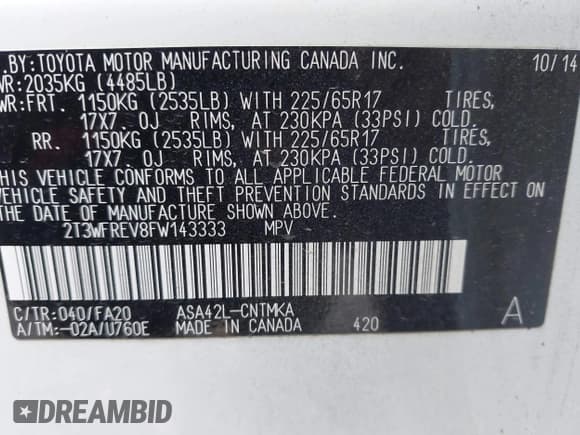 .BY:TOYOTA MOTOR MANUFACTURING CANADA INC. 10/14
WR:2035KG (4485LB)
WR:FRT. 1150KG (2535LB) WITH 225/65R17 TIRES,
17X7.0J RIMS, AT 230KPA (33PSI) COLD.
RR. 1150KG (2535LB) WITH 225/65R17 TIRES,
17X7.0J RIMS, AT 230KPA (33PSI) COLD.
THIS VEHICLE CONFORMS TO ALL APPLICABLE FEDERAL MOTOR
VEHICLE SAFETY AND THEFT PREVENTION STANDARDS IN EFFECT ON
THE DATE OF MANUFACTURE SHOWN ABOVE.
2T3WFREV8FW143333 MPV
C/TR:040/FA20 ASA42L-CNTMKA
A/TM:-02A/U760E MADE IN CANADA 420 A
DREAMBID